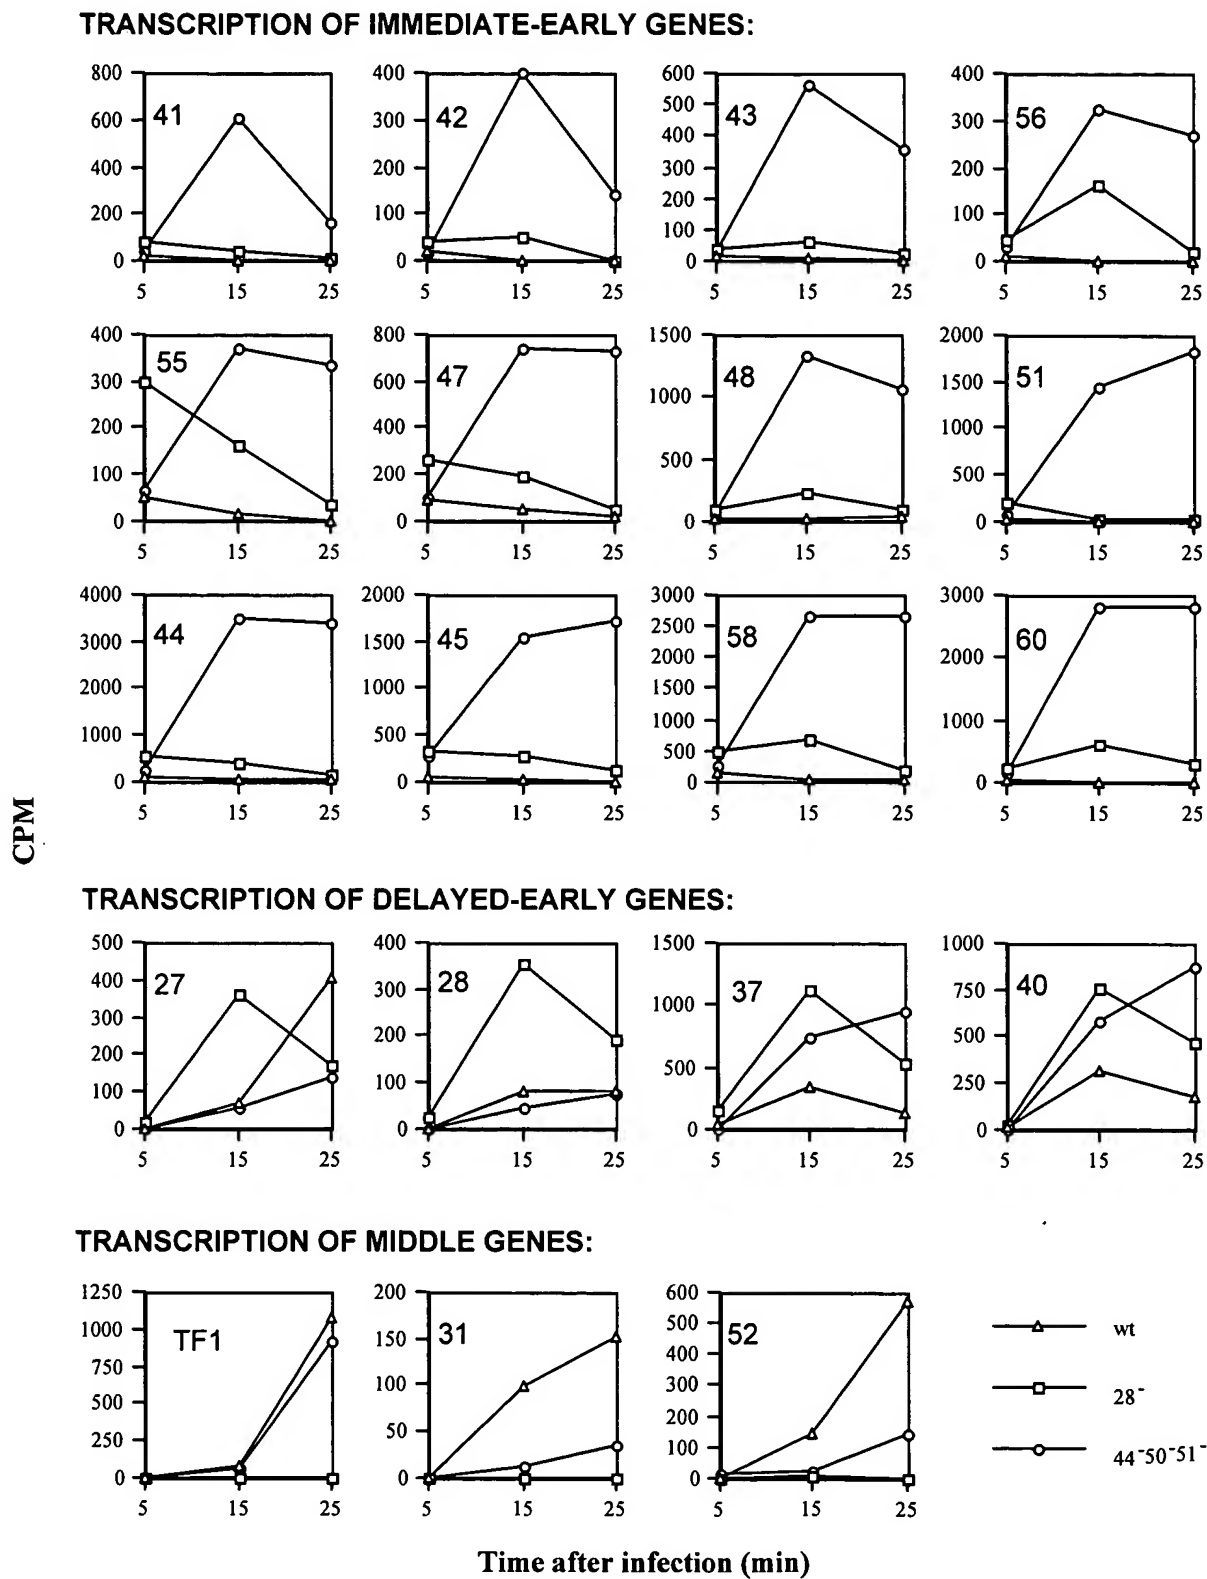 TRANSCRIPTION OF IMMEDIATE-EARLY GENES:
800 600 400 200 0
41
5 15 25
400 300 200 100 0
42
5 15 25
600 500 400 300 200 100 0
43
5 15 25
400 300 200 100 0
56
5 15 25
400 300 200 100 0
55
5 15 25
800 600 400 200 0
47
5 15 25
1500 1000 500 0
48
5 15 25
2000 1500 1000 500 0
51
5 15 25
4000 3000 2000 1000 0
44
5 15 25
2000 1500 1000 500 0
45
5 15 25
3000 2500 2000 1500 1000 500 0
58
5 15 25
3000 2000 1000 0
60
5 15 25
CPM
TRANSCRIPTION OF DELAYED-EARLY GENES:
500 400 300 200 100 0
27
5 15 25
400 300 200 100 0
28
5 15 25
1500 1000 500 0
37
5 15 25
1000 750 500 250 0
40
5 15 25
TRANSCRIPTION OF MIDDLE GENES:
1250 1000 750 500 250 0
TF1
5 15 25
200 150 100 50 0
31
5 15 25
600 500 400 300 200 100 0
52
5 15 25
wt
28⁻
44⁻50⁻51⁻
Time after infection (min)